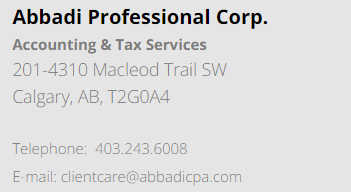 Abbadi Professional Corp.
Accounting & Tax Services
201-4310 Macleod Trail SW
Calgary, AB, T2G0A4
Telephone:  403.243.6008
E-mail: clientcare@abbadicpa.com